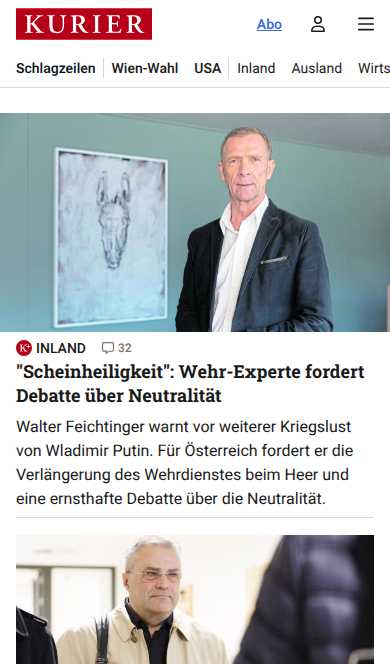 KURIER
Abo
Schlagzeilen
Wien-Wahl
USA
Inland
Ausland
Wirts
K+ INLAND 32
"Scheinheiligkeit": Wehr-Experte fordert
Debatte über Neutralität
Walter Feichtinger warnt vor weiterer Kriegslust
von Wladimir Putin. Für Österreich fordert er die
Verlängerung des Wehrdienstes beim Heer und
eine ernsthafte Debatte über die Neutralität.